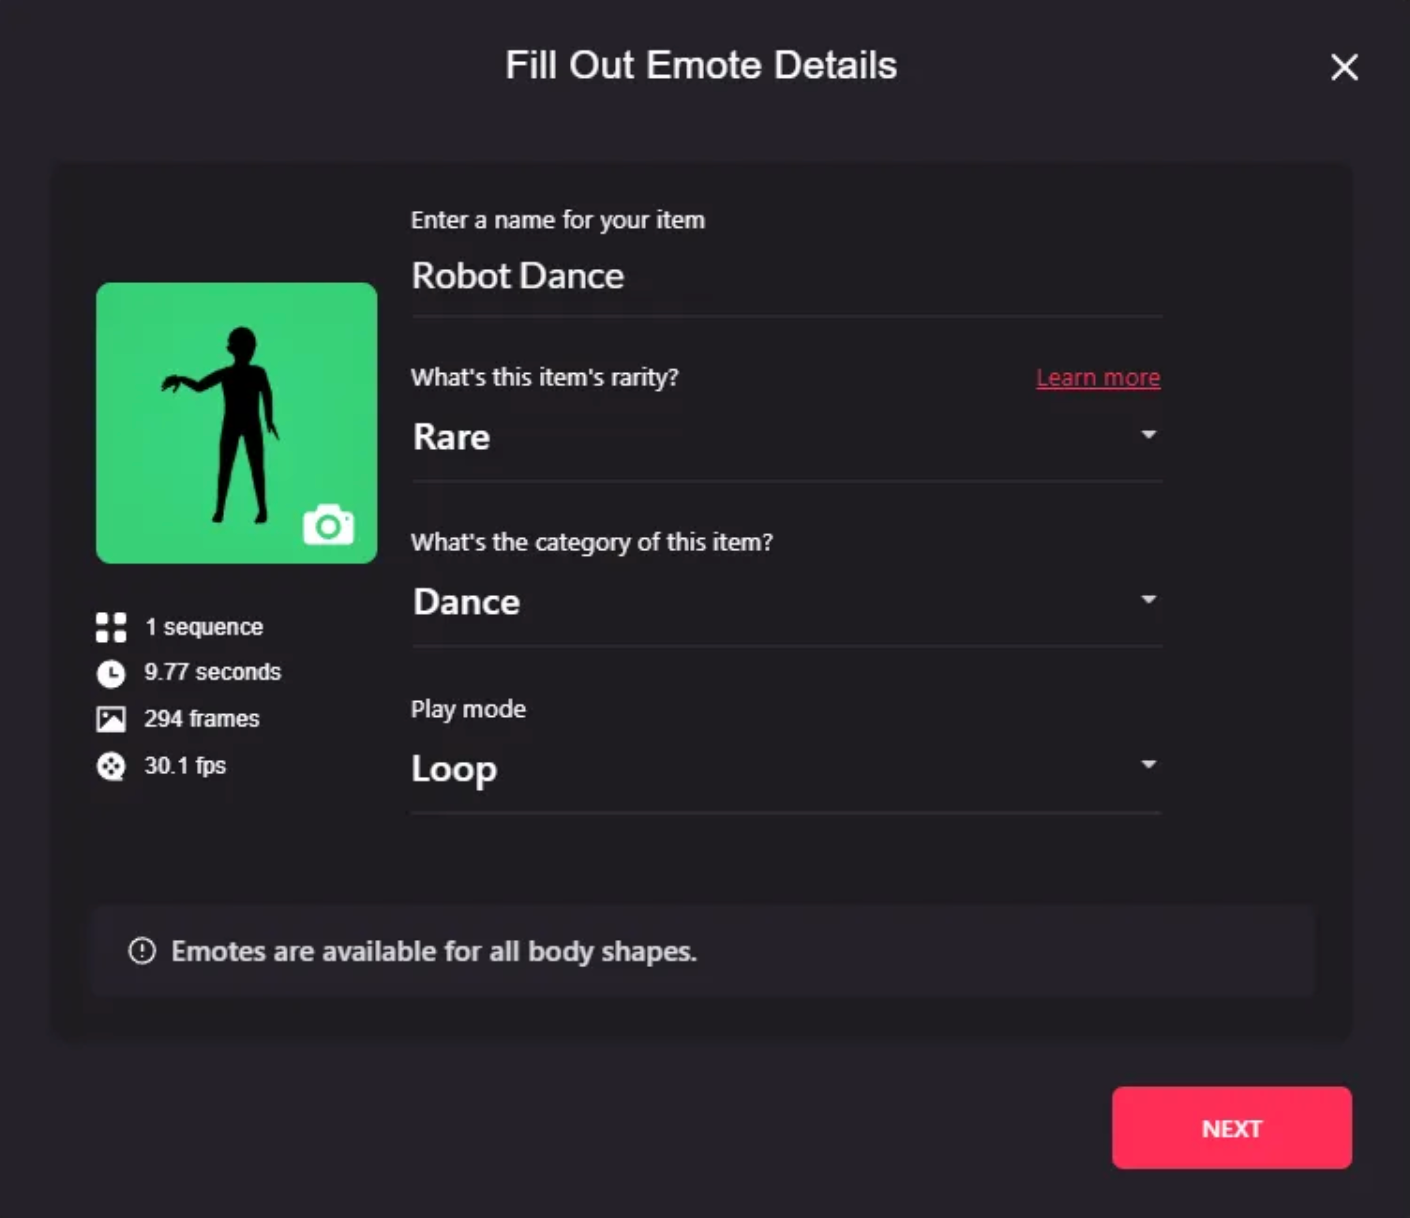 Fill Out Emote Details
Enter a name for your item
Robot Dance
What's this item's rarity?
Learn more
Rare
What's the category of this item?
Dance
Play mode
Loop
1 sequence
9.77 seconds
294 frames
30.1 fps
Emotes are available for all body shapes.
NEXT